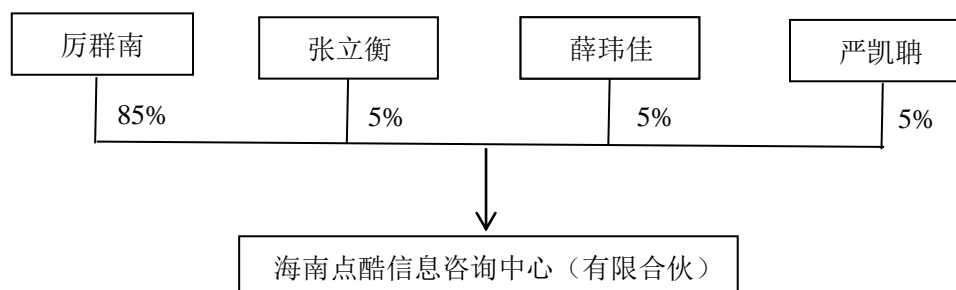 厉群南 张立衡 薛玮佳 严凯聃
85% 5% 5% 5%
海南点酷信息咨询中心（有限合伙）